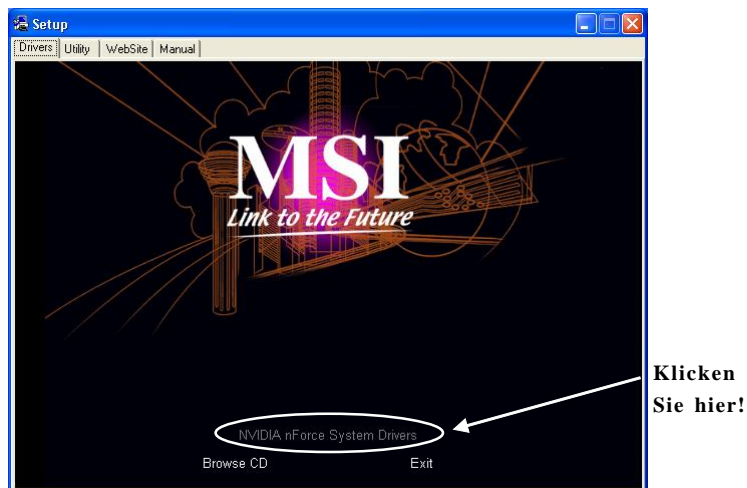 Setup
Drivers Utility WebSite Manual
MSI
Link to the Future
Klicken
Sie hier!
NVIDIA nForce System Drivers
Browse CD Exit